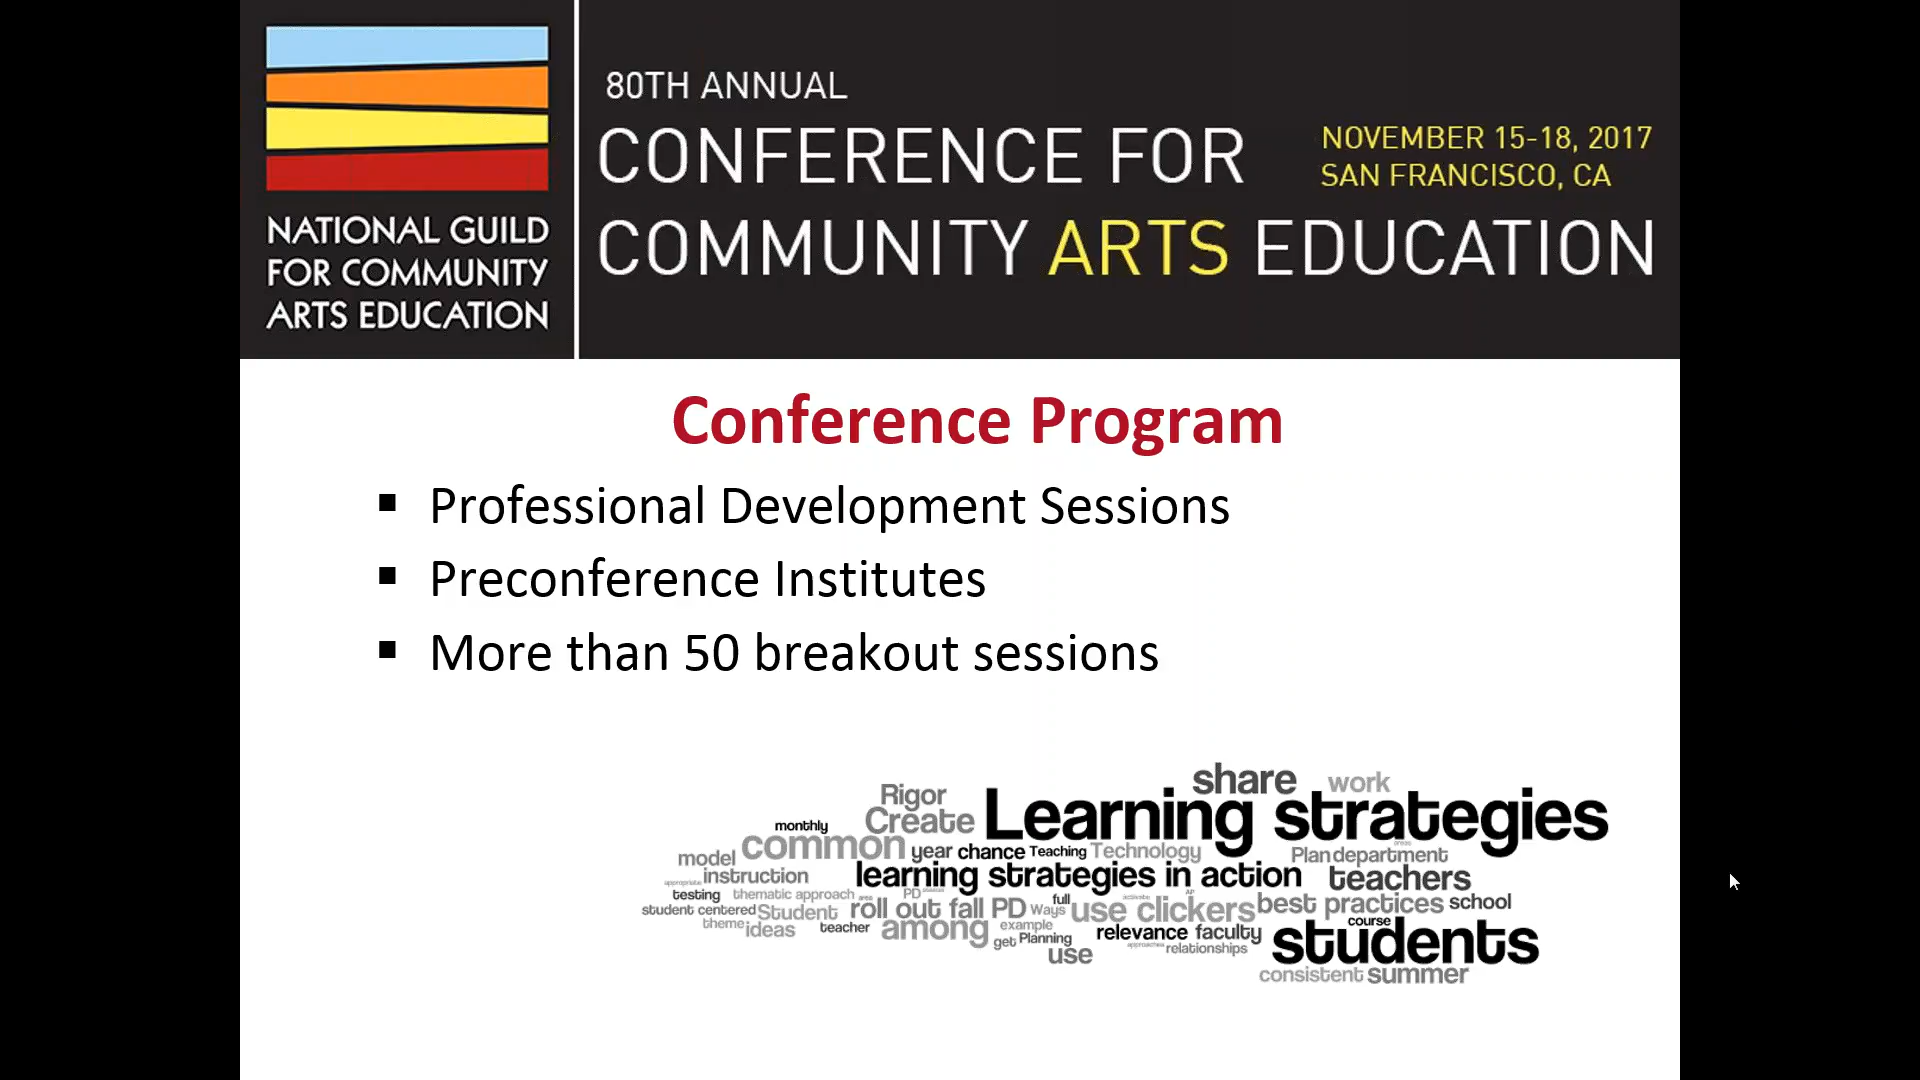 NATIONAL GUILD
FOR COMMUNITY
ARTS EDUCATION
80TH ANNUAL
CONFERENCE FOR
COMMUNITY ARTS EDUCATION
NOVEMBER 15-18, 2017
SAN FRANCISCO, CA
Conference Program
▪ Professional Development Sessions
▪ Preconference Institutes
▪ More than 50 breakout sessions
share work
Rigor
Learning strategies
monthly Create
common year chance Teaching Technology Plan department
model
instruction learning strategies in action teachers
appropriate
testing thematic approach PD
student centered Student roll out fall PD Ways full use clickers best practices school
theme ideas teacher among example get Planning relevance faculty course students
use relationships
approaches
consistent summer